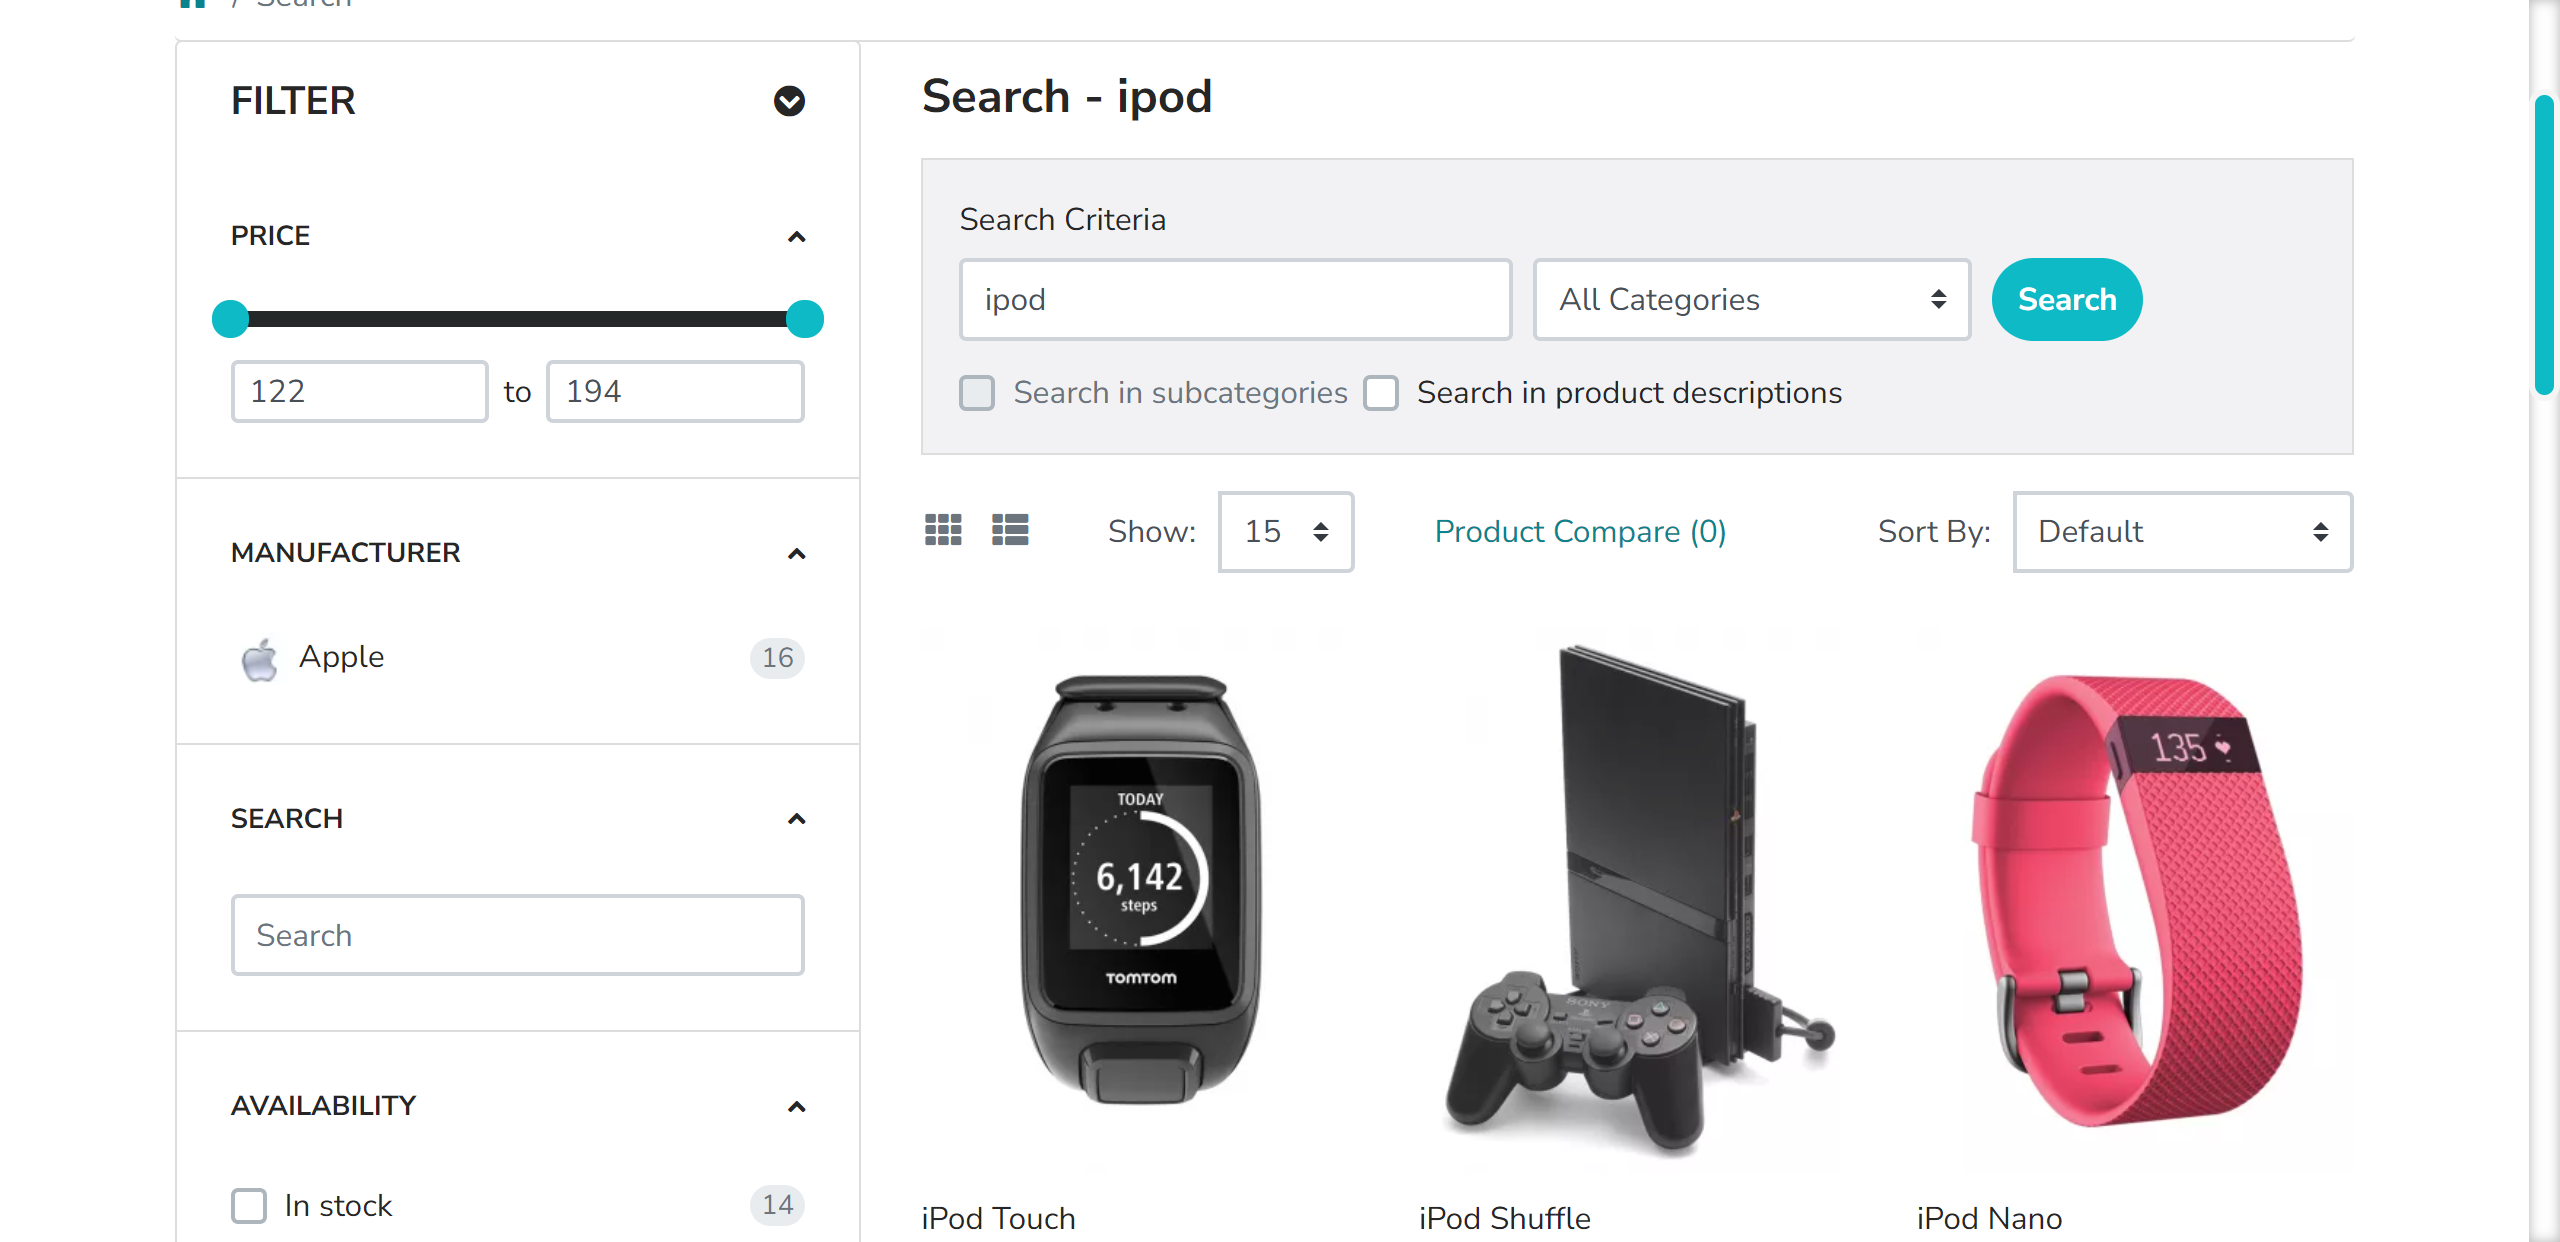 / Search
FILTER
PRICE
122 to 194
MANUFACTURER
Apple 16
SEARCH
Search
AVAILABILITY
In stock 14
Search - ipod
Search Criteria
ipod All Categories Search
Search in subcategories Search in product descriptions
Show: 15 Product Compare (0) Sort By: Default
TODAY
6,142
steps
TOMTOM
SONY
135
iPod Touch iPod Shuffle iPod Nano